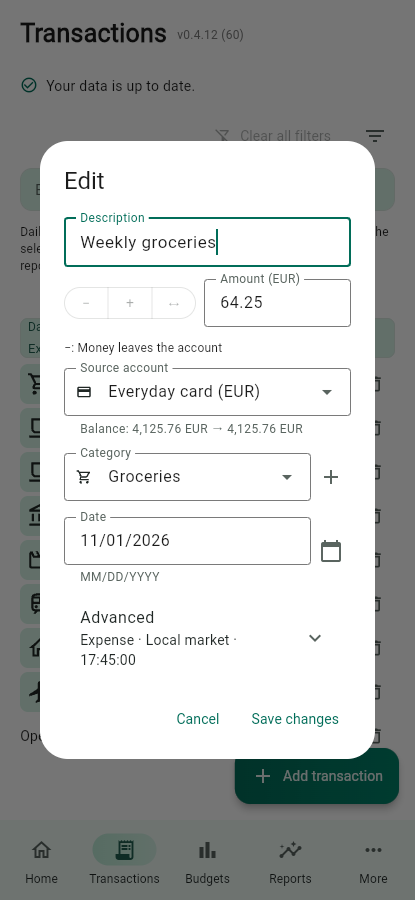 Transactions v0.4.12 (60)
Your data is up to date.
Clear all filters
Edit
Description
Weekly groceries
− + ↔
Amount (EUR)
64.25
−: Money leaves the account
Source account
Everyday card (EUR)
Balance: 4,125.76 EUR → 4,125.76 EUR
Category
Groceries
Date
11/01/2026
MM/DD/YYYY
Advanced
Expense · Local market ·
17:45:00
Cancel Save changes
Add transaction
Home Transactions Budgets Reports More